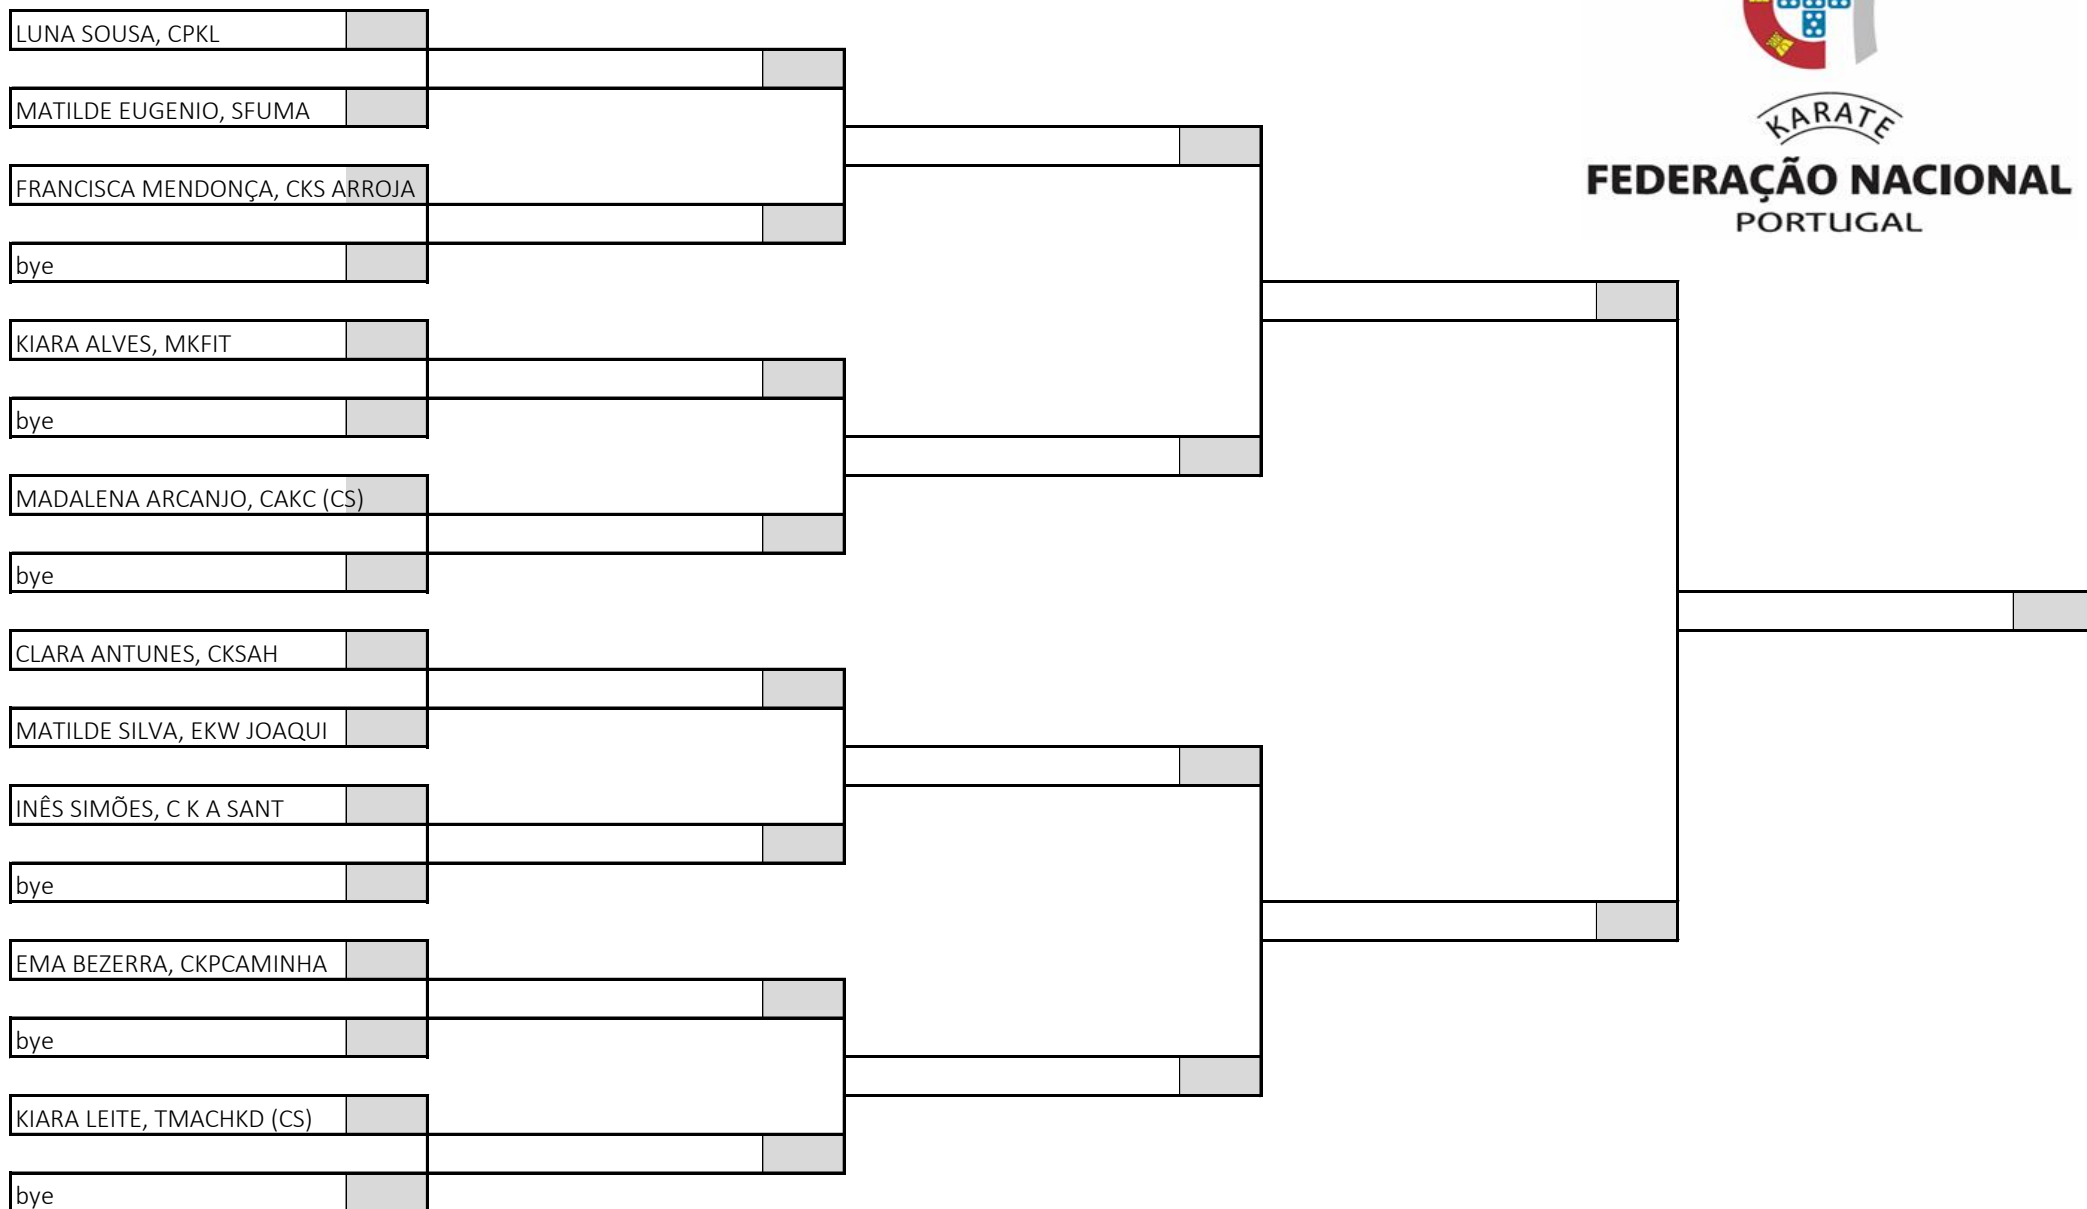 LUNA SOUSA, CPKL
MATILDE EUGENIO, SFUMA
FRANCISCA MENDONÇA, CKS ARROJA
bye
KIARA ALVES, MKFIT
bye
MADALENA ARCANJO, CAKC (CS)
bye
CLARA ANTUNES, CKSAH
MATILDE SILVA, EKW JOAQUI
INÊS SIMÕES, C K A SANT
bye
EMA BEZERRA, CKPCAMINHA
bye
KIARA LEITE, TMACHKD (CS)
bye
KARATE
FEDERAÇÃO NACIONAL
PORTUGAL